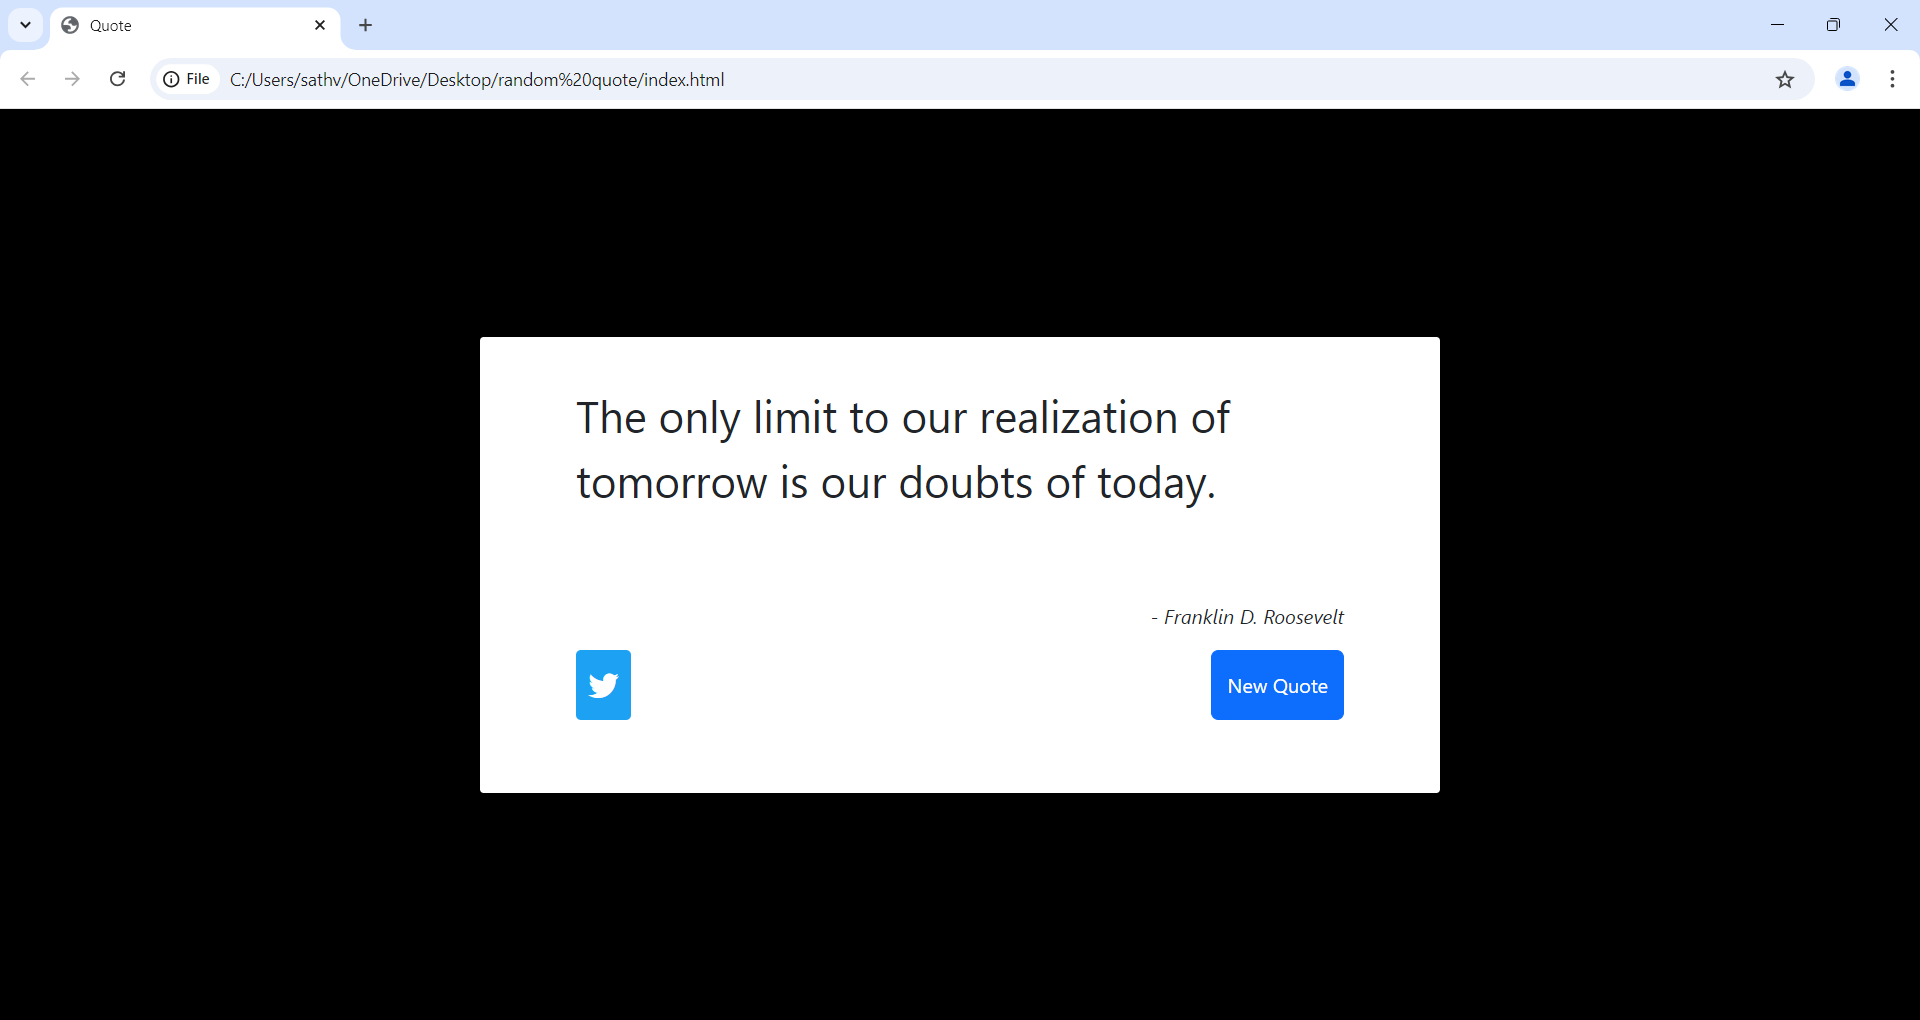 Quote
File
C:/Users/sathv/OneDrive/Desktop/random%20quote/index.html
The only limit to our realization of
tomorrow is our doubts of today.
- Franklin D. Roosevelt
New Quote